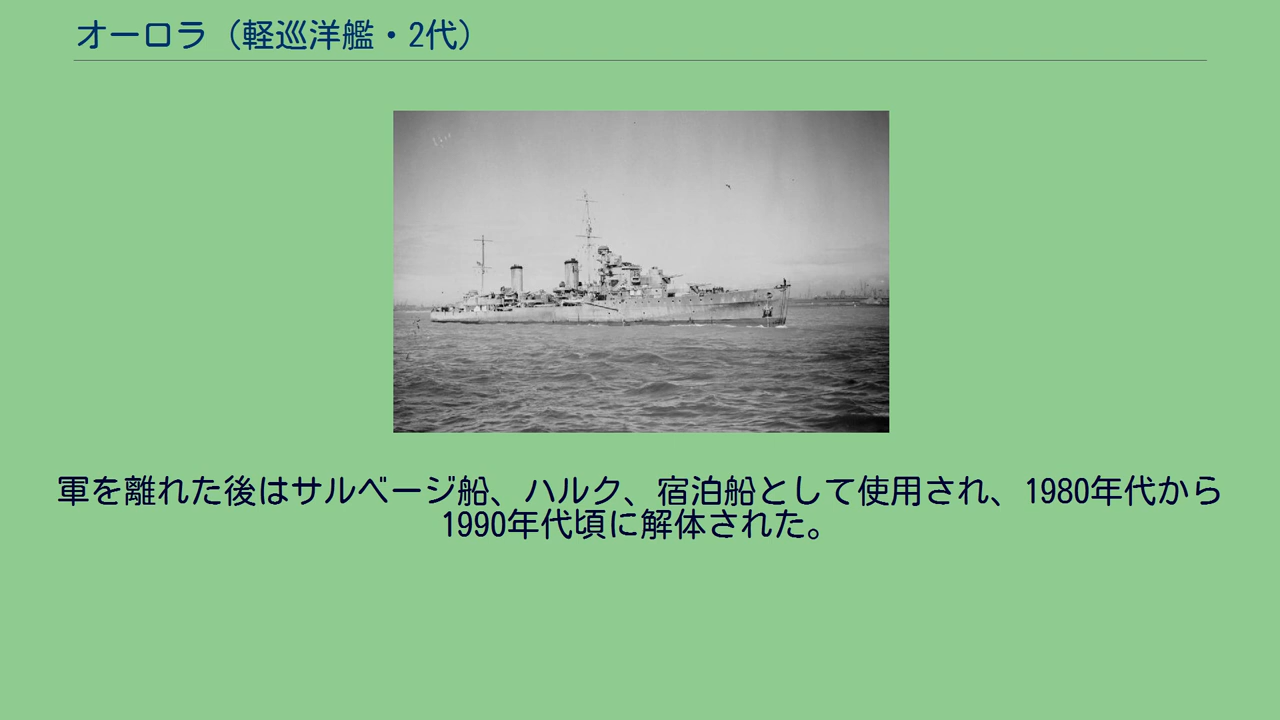 オーロラ（軽巡洋艦・2代）
軍を離れた後はサルベージ船、ハルク、宿泊船として使用され、1980年代から
1990年代頃に解体された。